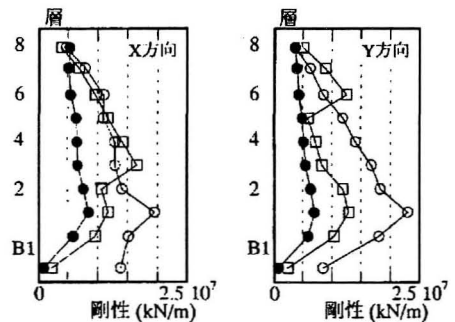 層 層
8 X方向 8 Y方向
6 6
4 4
2 2
B1 B1
0 2.5 10⁷ 0 2.5 10⁷
剛性 (kN/m) 剛性 (kN/m)